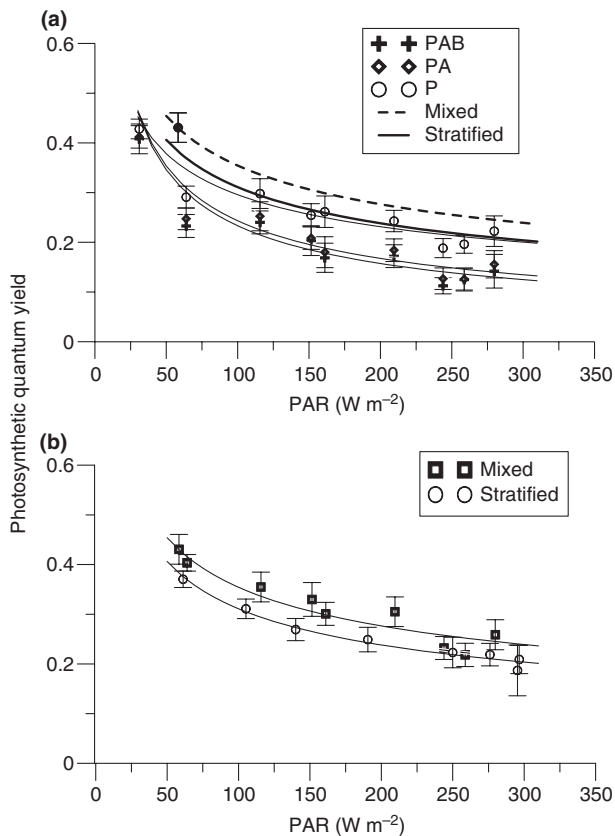 (a)
0.6
0.4
0.2
0
0 50 100 150 200 250 300 350
PAR (W m⁻²)
PAB
PA
P
Mixed
Stratified
Photosynthetic quantum yield
(b)
0.6
0.4
0.2
0
0 50 100 150 200 250 300 350
PAR (W m⁻²)
Mixed
Stratified